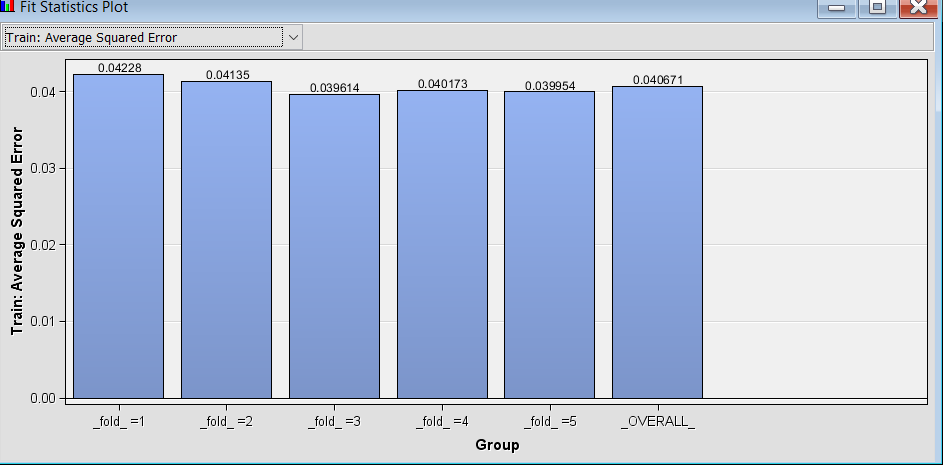 Fit Statistics Plot
Train: Average Squared Error
Train: Average Squared Error
0.04
0.03
0.02
0.01
0.00
0.04228
0.04135
0.039614
0.040173
0.039954
0.040671
_fold_ =1
_fold_ =2
_fold_ =3
_fold_ =4
_fold_ =5
_OVERALL_
Group